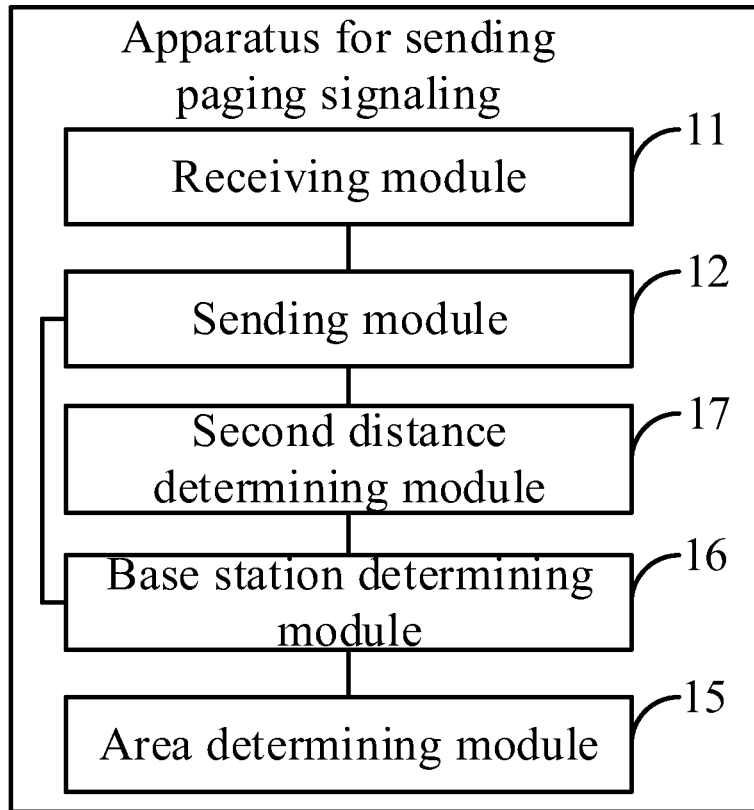 Apparatus for sending
paging signaling
11
Receiving module
12
Sending module
17
Second distance
determining module
16
Base station determining
module
15
Area determining module